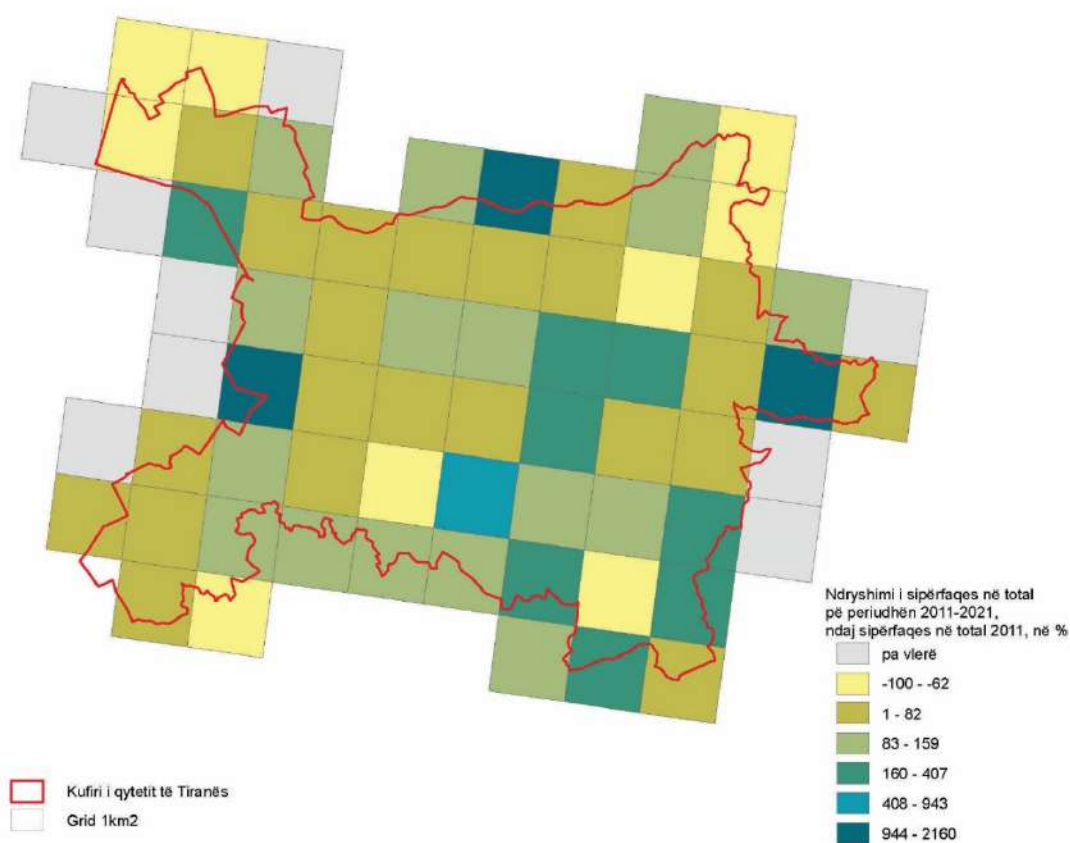 Ndryshimi i sipërfaqes në total
pë periudhën 2011-2021,
ndaj sipërfaqes në total 2011, në %
pa vlerë
-100 - -62
1 - 82
83 - 159
160 - 407
408 - 943
944 - 2160
Kufiri i qytetit të Tiranës
Grid 1km2